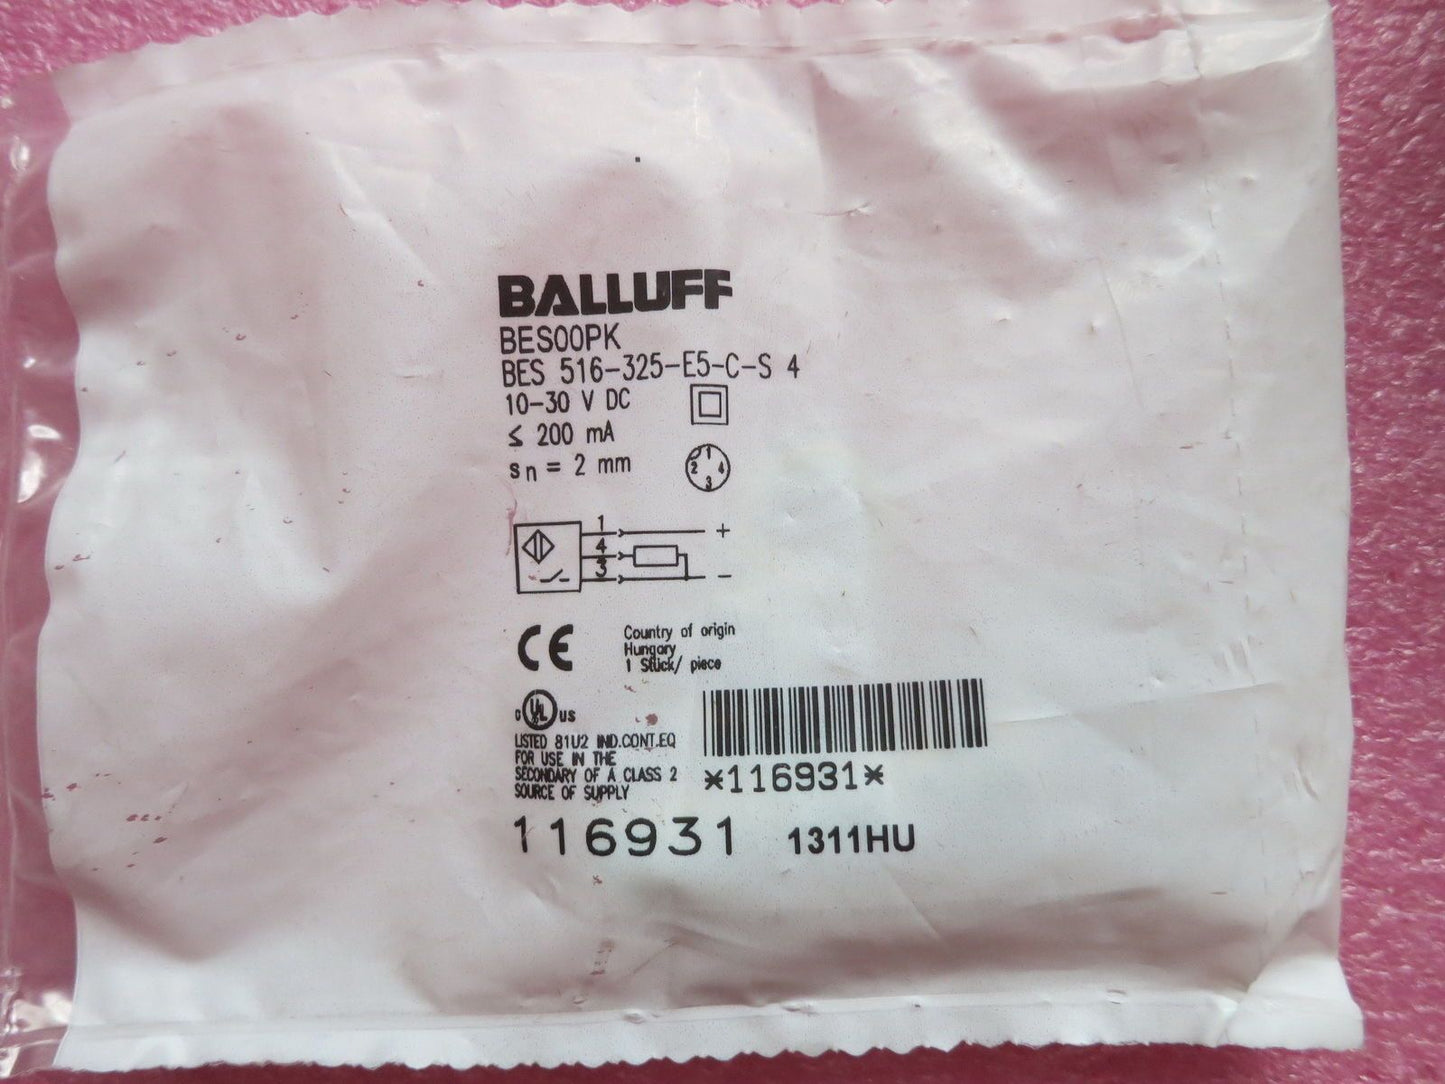 BALLUFF
BES00PK
BES 516-325-E5-C-S 4
10-30 V DC
≤ 200 mA
sn = 2 mm
1
2 4
3
1 +
4
3 -
CE
Country of origin
Hungary
1 Stück/ piece
c UL us
LISTED 81U2 IND.CONT.EQ
FOR USE IN THE
SECONDARY OF A CLASS 2
SOURCE OF SUPPLY
*116931*
116931 1311HU